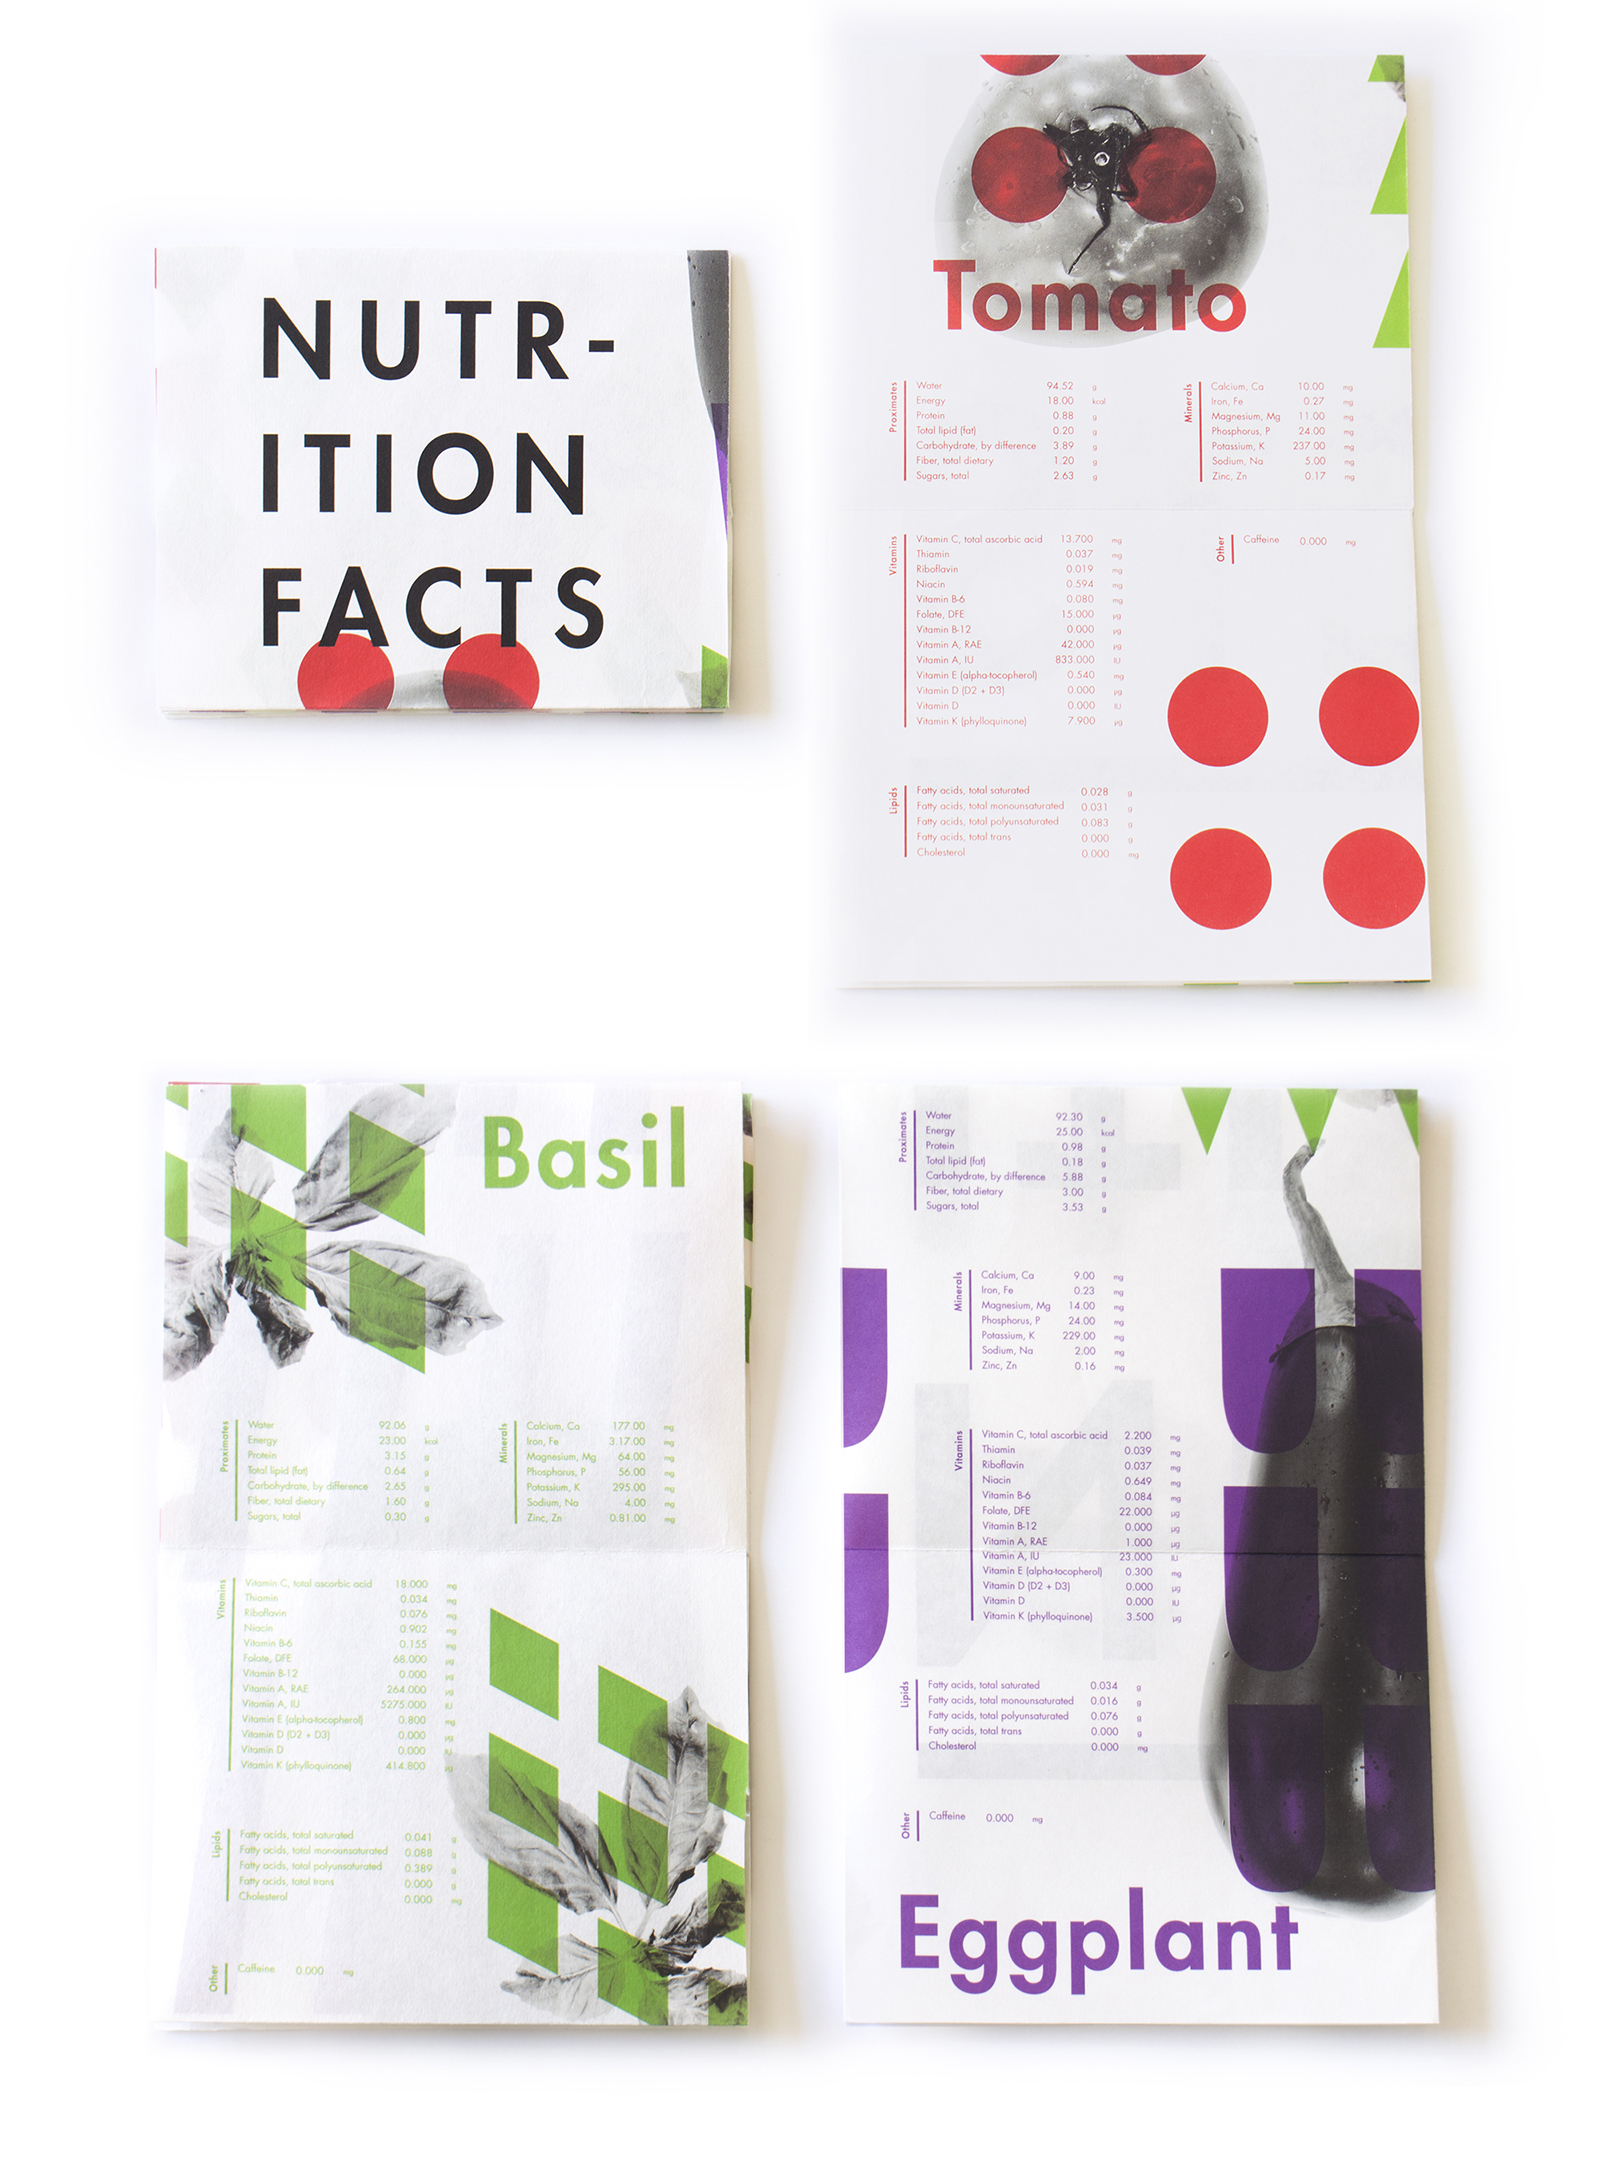 NUTR-
ITION
FACTS
Tomato
Proximates
Water 94.52 g
Energy 18.00 kcal
Protein 0.88 g
Total lipid (fat) 0.20 g
Carbohydrate, by difference 3.89 g
Fiber, total dietary 1.20 g
Sugars, total 2.63 g
Minerals
Calcium, Ca 10.00 mg
Iron, Fe 0.27 mg
Magnesium, Mg 11.00 mg
Phosphorus, P 24.00 mg
Potassium, K 237.00 mg
Sodium, Na 5.00 mg
Zinc, Zn 0.17 mg
Vitamins
Vitamin C, total ascorbic acid 13.700 mg
Thiamin 0.037 mg
Riboflavin 0.019 mg
Niacin 0.594 mg
Vitamin B-6 0.080 mg
Folate, DFE 15.000 µg
Vitamin B-12 0.000 µg
Vitamin A, RAE 42.000 µg
Vitamin A, IU 833.000 IU
Vitamin E (alpha-tocopherol) 0.540 mg
Vitamin D (D2 + D3) 0.000 µg
Vitamin D 0.000 IU
Vitamin K (phylloquinone) 7.900 µg
Other
Caffeine 0.000 mg
Lipids
Fatty acids, total saturated 0.028 g
Fatty acids, total monounsaturated 0.031 g
Fatty acids, total polyunsaturated 0.083 g
Fatty acids, total trans 0.000 g
Cholesterol 0.000 mg
Basil
Proximates
Water 92.06 g
Energy 23.00 kcal
Protein 3.15 g
Total lipid (fat) 0.64 g
Carbohydrate, by difference 2.65 g
Fiber, total dietary 1.60 g
Sugars, total 0.30 g
Minerals
Calcium, Ca 177.00 mg
Iron, Fe 3.17.00 mg
Magnesium, Mg 64.00 mg
Phosphorus, P 56.00 mg
Potassium, K 295.00 mg
Sodium, Na 4.00 mg
Zinc, Zn 0.81.00 mg
Vitamins
Vitamin C, total ascorbic acid 18.000 mg
Thiamin 0.034 mg
Riboflavin 0.076 mg
Niacin 0.902 mg
Vitamin B-6 0.155 mg
Folate, DFE 68.000 µg
Vitamin B-12 0.000 µg
Vitamin A, RAE 264.000 µg
Vitamin A, IU 5275.000 IU
Vitamin E (alpha-tocopherol) 0.800 mg
Vitamin D (D2 + D3) 0.000 µg
Vitamin D 0.000 IU
Vitamin K (phylloquinone) 414.800 µg
Lipids
Fatty acids, total saturated 0.041 g
Fatty acids, total monounsaturated 0.088 g
Fatty acids, total polyunsaturated 0.389 g
Fatty acids, total trans 0.000 g
Cholesterol 0.000 mg
Other
Caffeine 0.000 mg
Proximates
Water 92.30 g
Energy 25.00 kcal
Protein 0.98 g
Total lipid (fat) 0.18 g
Carbohydrate, by difference 5.88 g
Fiber, total dietary 3.00 g
Sugars, total 3.53 g
Minerals
Calcium, Ca 9.00 mg
Iron, Fe 0.23 mg
Magnesium, Mg 14.00 mg
Phosphorus, P 24.00 mg
Potassium, K 229.00 mg
Sodium, Na 2.00 mg
Zinc, Zn 0.16 mg
Vitamins
Vitamin C, total ascorbic acid 2.200 mg
Thiamin 0.039 mg
Riboflavin 0.037 mg
Niacin 0.649 mg
Vitamin B-6 0.084 mg
Folate, DFE 22.000 µg
Vitamin B-12 0.000 µg
Vitamin A, RAE 1.000 µg
Vitamin A, IU 23.000 IU
Vitamin E (alpha-tocopherol) 0.300 mg
Vitamin D (D2 + D3) 0.000 µg
Vitamin D 0.000 IU
Vitamin K (phylloquinone) 3.500 µg
Lipids
Fatty acids, total saturated 0.034 g
Fatty acids, total monounsaturated 0.016 g
Fatty acids, total polyunsaturated 0.076 g
Fatty acids, total trans 0.000 g
Cholesterol 0.000 mg
Other
Caffeine 0.000 mg
Eggplant